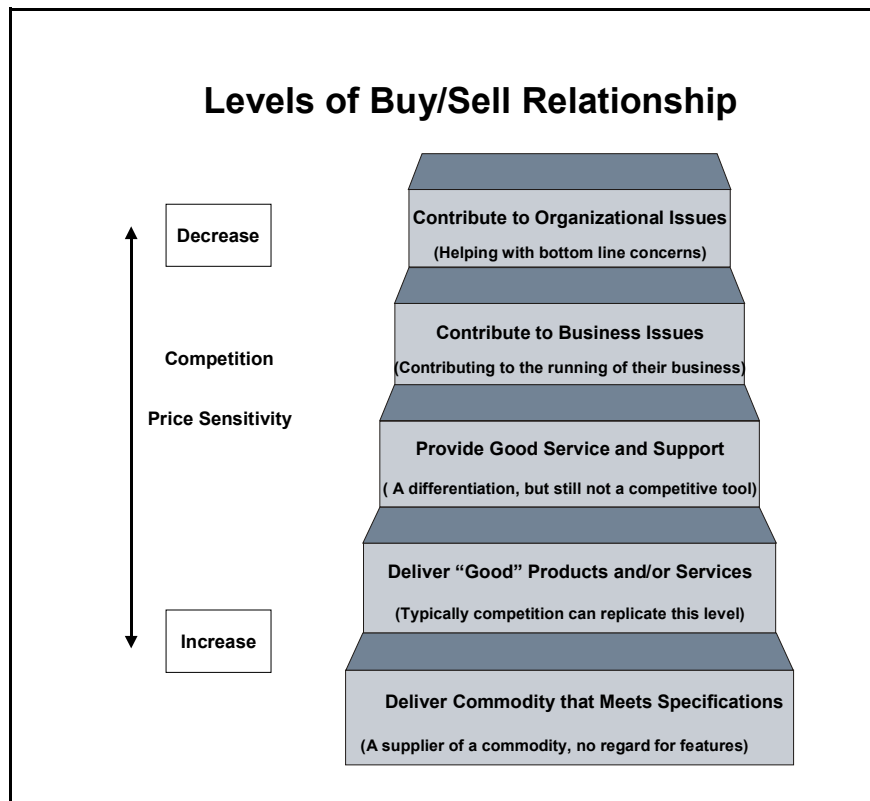 Levels of Buy/Sell Relationship
Decrease
Competition
Price Sensitivity
Increase
Contribute to Organizational Issues
(Helping with bottom line concerns)
Contribute to Business Issues
(Contributing to the running of their business)
Provide Good Service and Support
( A differentiation, but still not a competitive tool)
Deliver “Good” Products and/or Services
(Typically competition can replicate this level)
Deliver Commodity that Meets Specifications
(A supplier of a commodity, no regard for features)